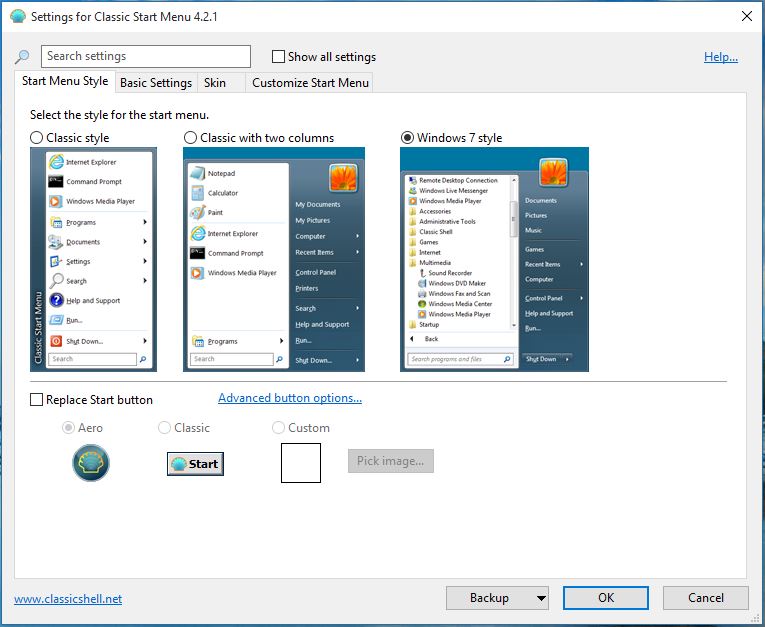 Settings for Classic Start Menu 4.2.1
Search settings
Show all settings
Help...
Start Menu Style
Basic Settings
Skin
Customize Start Menu
Select the style for the start menu.
Classic style
Classic with two columns
Windows 7 style
Internet Explorer
Command Prompt
Windows Media Player
Programs
Documents
Settings
Search
Help and Support
Run...
Shut Down...
Search
Classic Start Menu
Notepad
Calculator
Paint
Internet Explorer
Command Prompt
Windows Media Player
Programs
Search
My Documents
My Pictures
Computer
Recent Items
Control Panel
Printers
Search
Help and Support
Run...
Shut Down...
Remote Desktop Connection
Windows Live Messenger
Windows Media Player
Accessories
Administrative Tools
Classic Shell
Games
Internet
Multimedia
Sound Recorder
Windows DVD Maker
Windows Fax and Scan
Windows Media Center
Windows Media Player
Startup
Back
Search programs and files
Documents
Pictures
Music
Games
Recent Items
Computer
Control Panel
Help and Support
Run...
Shut Down
Replace Start button
Advanced button options...
Aero
Classic
Custom
Start
Pick image...
www.classicshell.net
Backup
OK
Cancel